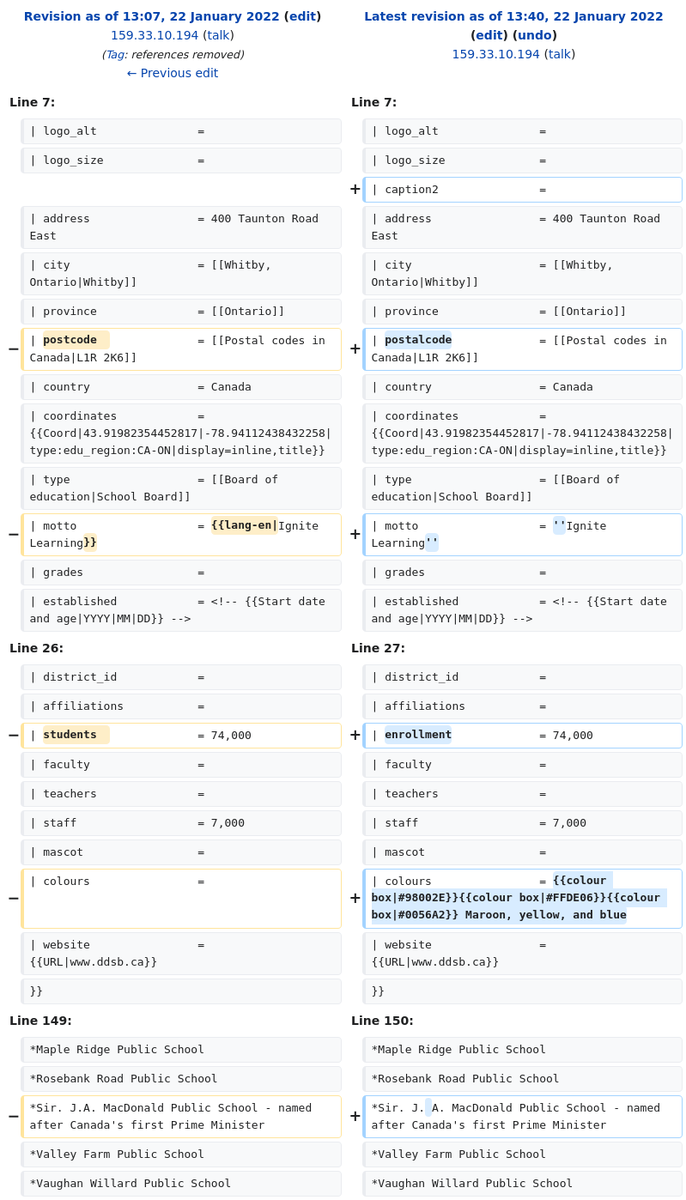 Revision as of 13:07, 22 January 2022 (edit)
159.33.10.194 (talk)
(Tag: references removed)
← Previous edit
Line 7:
| logo_alt =
| logo_size =
| address = 400 Taunton Road
East
| city = [[Whitby,
Ontario|Whitby]]
| province = [[Ontario]]
− | postcode = [[Postal codes in
Canada|L1R 2K6]]
| country = Canada
| coordinates =
{{Coord|43.91982354452817|-78.94112438432258|
type:edu_region:CA-ON|display=inline,title}}
| type = [[Board of
education|School Board]]
− | motto = {{lang-en|Ignite
Learning}}
| grades =
| established = <!-- {{Start date
and age|YYYY|MM|DD}} -->
Line 26:
| district_id =
| affiliations =
− | students = 74,000
| faculty =
| teachers =
| staff = 7,000
| mascot =
− | colours =
| website =
{{URL|www.ddsb.ca}}
}}
Line 149:
*Maple Ridge Public School
*Rosebank Road Public School
− *Sir. J.A. MacDonald Public School - named
after Canada's first Prime Minister
*Valley Farm Public School
*Vaughan Willard Public School
Latest revision as of 13:40, 22 January 2022
(edit) (undo)
159.33.10.194 (talk)
Line 7:
| logo_alt =
| logo_size =
+ | caption2 =
| address = 400 Taunton Road
East
| city = [[Whitby,
Ontario|Whitby]]
| province = [[Ontario]]
+ | postalcode = [[Postal codes in
Canada|L1R 2K6]]
| country = Canada
| coordinates =
{{Coord|43.91982354452817|-78.94112438432258|
type:edu_region:CA-ON|display=inline,title}}
| type = [[Board of
education|School Board]]
+ | motto = ''Ignite
Learning''
| grades =
| established = <!-- {{Start date
and age|YYYY|MM|DD}} -->
Line 27:
| district_id =
| affiliations =
+ | enrollment = 74,000
| faculty =
| teachers =
| staff = 7,000
| mascot =
+ | colours = {{colour
box|#98002E}}{{colour box|#FFDE06}}{{colour
box|#0056A2}} Maroon, yellow, and blue
| website =
{{URL|www.ddsb.ca}}
}}
Line 150:
*Maple Ridge Public School
*Rosebank Road Public School
+ *Sir. J. A. MacDonald Public School - named
after Canada's first Prime Minister
*Valley Farm Public School
*Vaughan Willard Public School